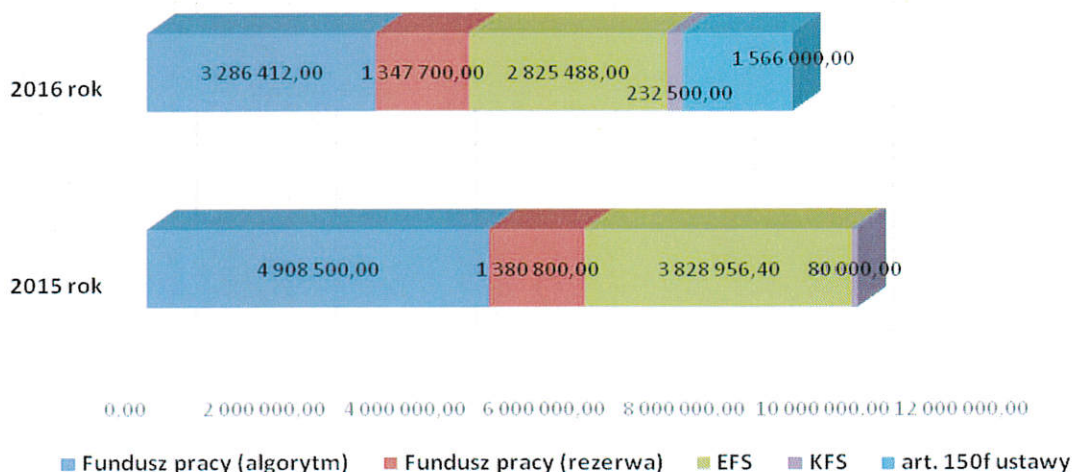 1 566 000,00
3 286 412,00 1 347 700,00 2 825 488,00
2016 rok
232 500,00
4 908 500,00 1 380 800,00 3 828 956,40 80 000,00
2015 rok
0,00 2 000 000,00 4 000 000,00 6 000 000,00 8 000 000,00 10 000 000,00 12 000 000,00
Fundusz pracy (algorytm) Fundusz pracy (rezerwa) EFS KFS art. 150f ustawy